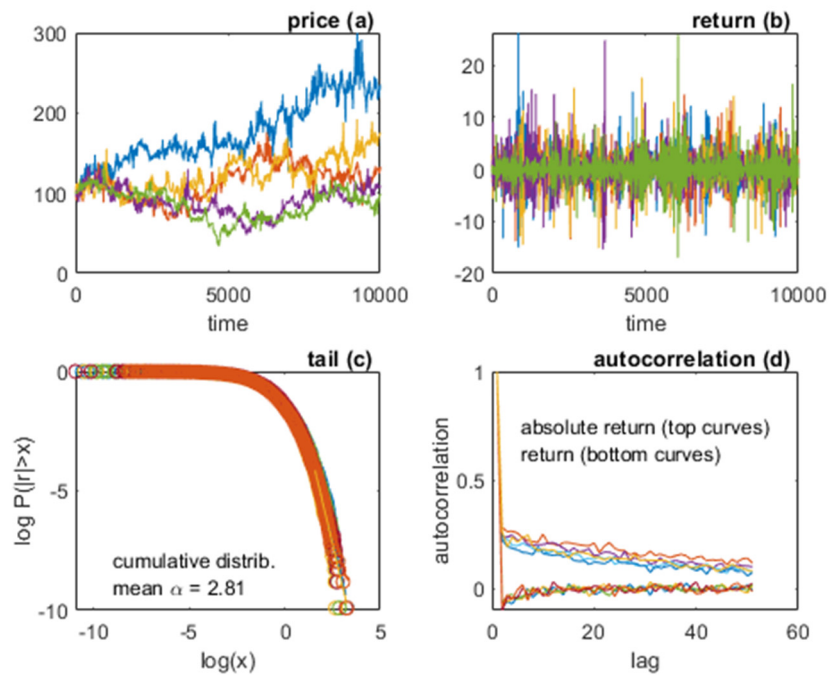 price (a)
300
200
100
0
0
5000
10000
time
return (b)
20
10
0
-10
-20
0
5000
10000
time
tail (c)
log P(|r|>x)
0
-5
-10
cumulative distrib.
mean α = 2.81
-10
-5
0
5
log(x)
autocorrelation (d)
autocorrelation
1
0.5
0
absolute return (top curves)
return (bottom curves)
0
20
40
60
lag